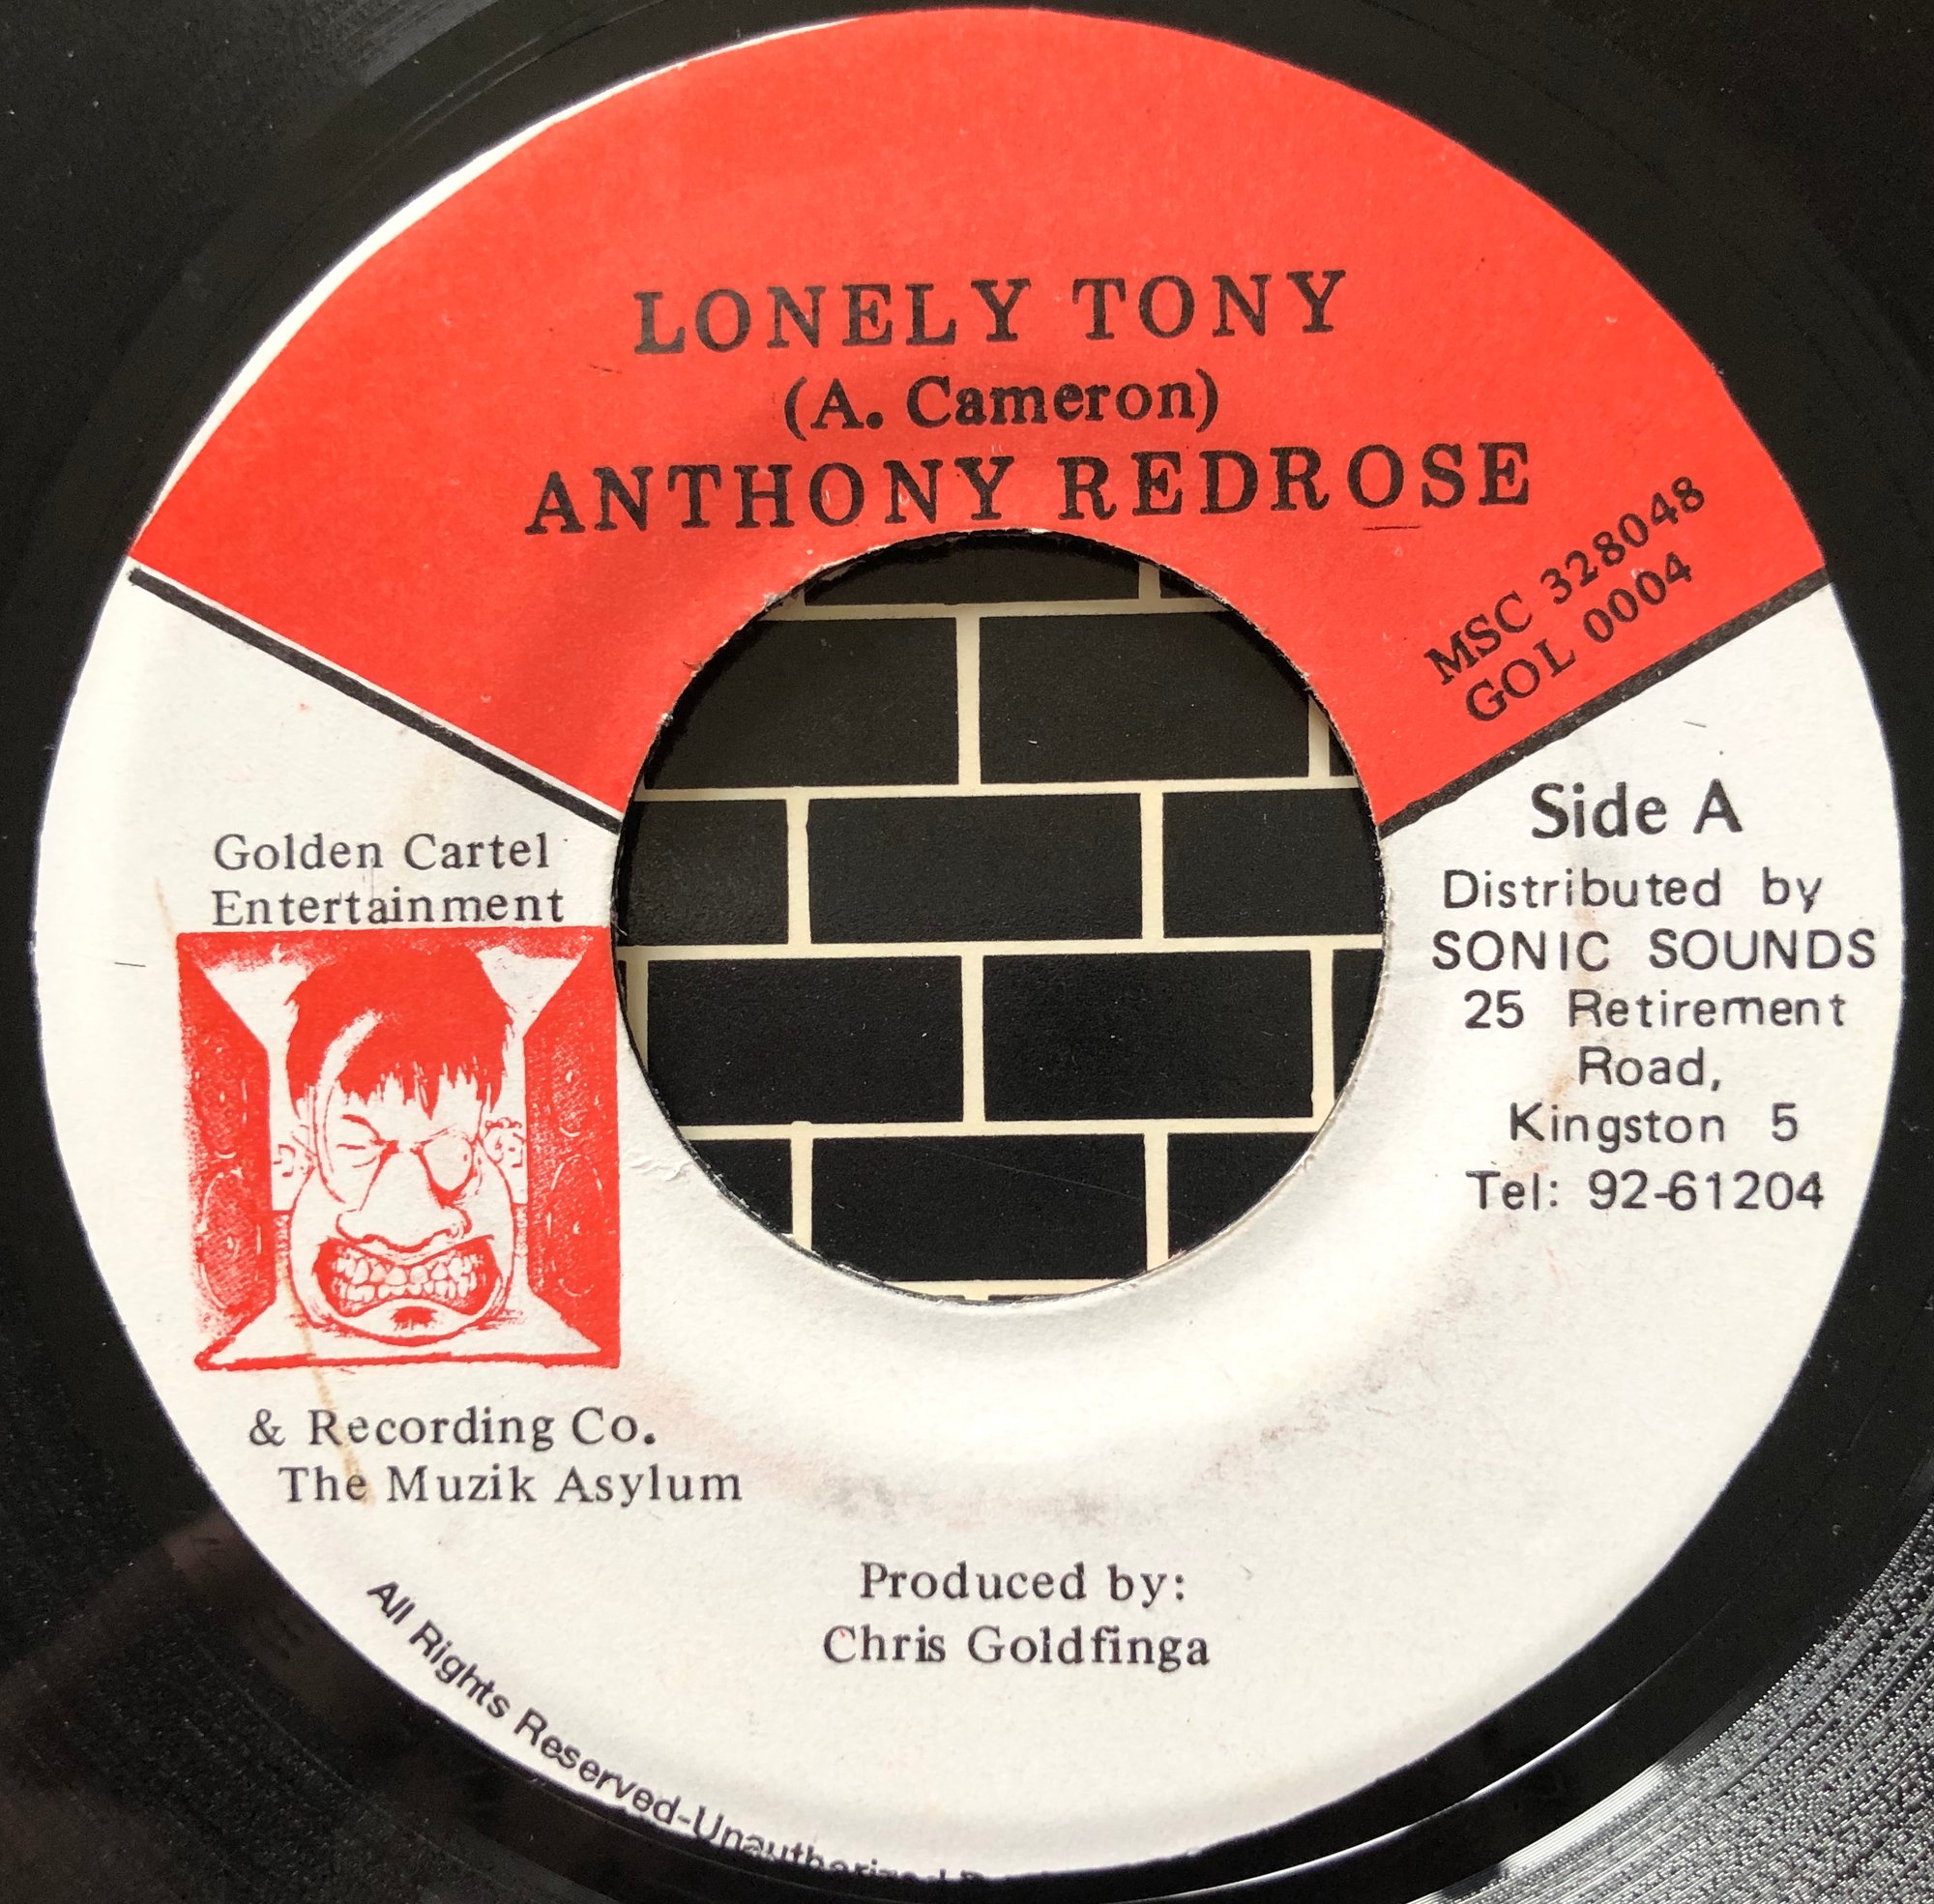 LONELY TONY
(A. Cameron)
ANTHONY REDROSE
MSC 328048
GOL 0004
Golden Cartel
Entertainment
& Recording Co.
The Muzik Asylum
Side A
Distributed by
SONIC SOUNDS
25 Retirement
Road,
Kingston 5
Tel: 92-61204
Produced by:
Chris Goldfinga
All Rights Reserved-Unauthorized